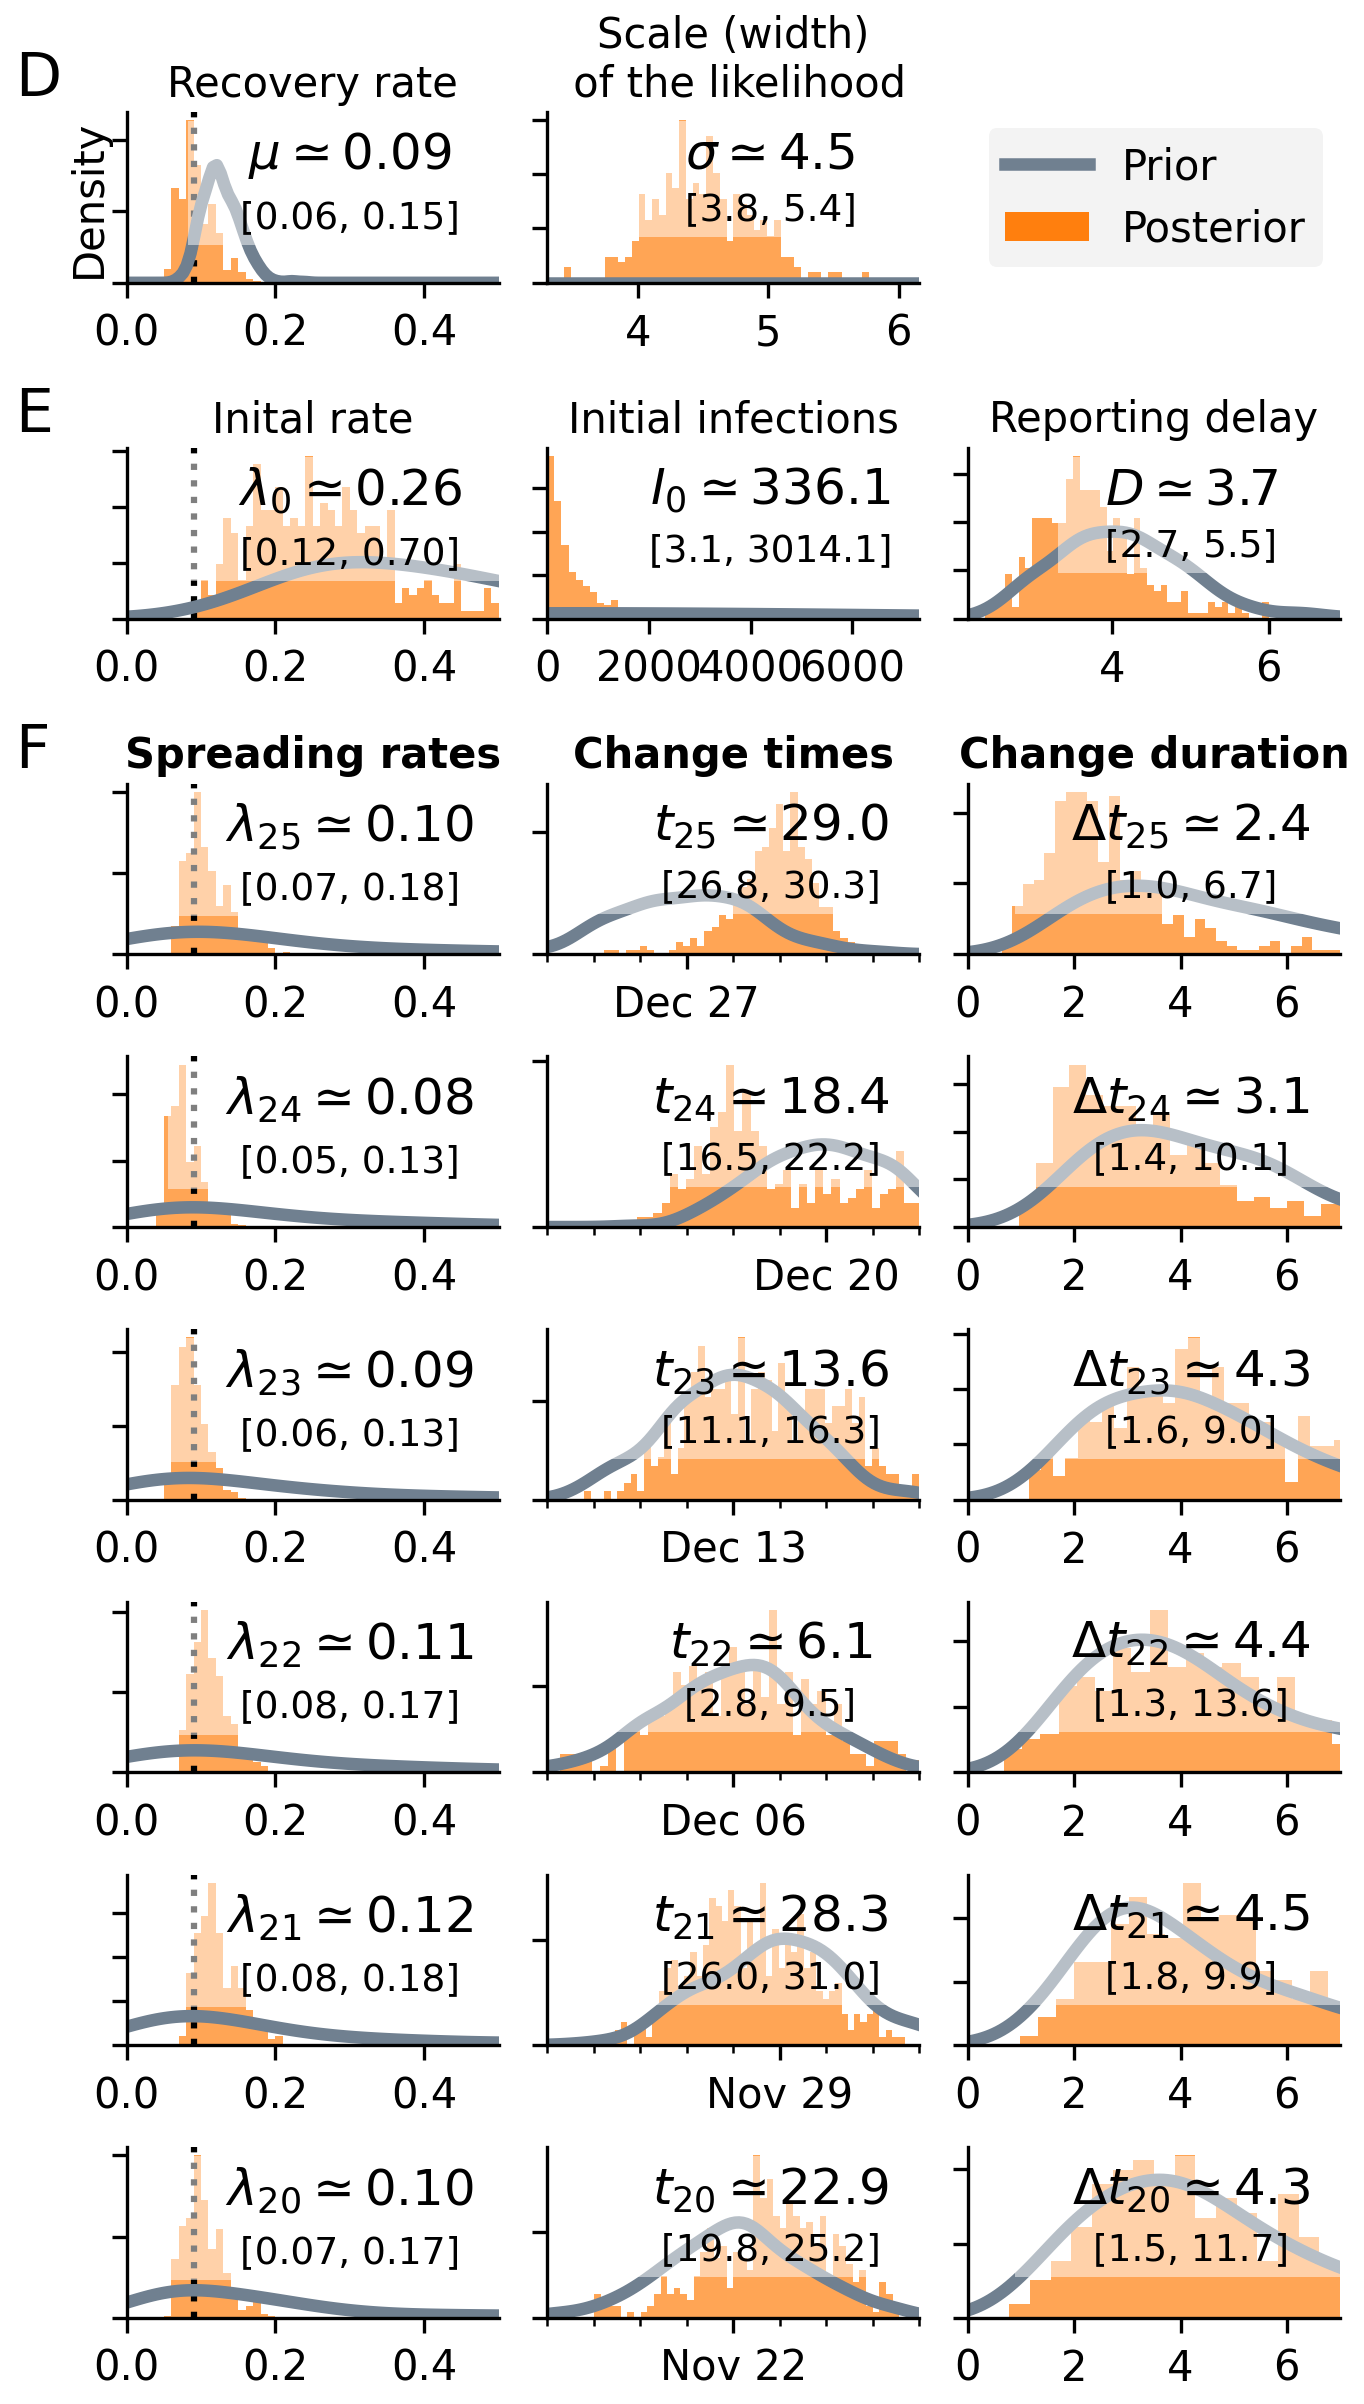 D
Recovery rate
Scale (width)
of the likelihood
Density
μ ≃ 0.09
[0.06, 0.15]
σ ≃ 4.5
[3.8, 5.4]
Prior
Posterior
0.0 0.2 0.4
4 5 6
E
Inital rate
Initial infections
Reporting delay
λ₀ ≃ 0.26
[0.12, 0.70]
I₀ ≃ 336.1
[3.1, 3014.1]
D ≃ 3.7
[2.7, 5.5]
0.0 0.2 0.4
0 2000 4000 6000
4 6
F
Spreading rates
Change times
Change duration
λ₂₅ ≃ 0.10
[0.07, 0.18]
t₂₅ ≃ 29.0
[26.8, 30.3]
Δt₂₅ ≃ 2.4
[1.0, 6.7]
0.0 0.2 0.4
Dec 27
0 2 4 6
λ₂₄ ≃ 0.08
[0.05, 0.13]
t₂₄ ≃ 18.4
[16.5, 22.2]
Δt₂₄ ≃ 3.1
[1.4, 10.1]
0.0 0.2 0.4
Dec 20
0 2 4 6
λ₂₃ ≃ 0.09
[0.06, 0.13]
t₂₃ ≃ 13.6
[11.1, 16.3]
Δt₂₃ ≃ 4.3
[1.6, 9.0]
0.0 0.2 0.4
Dec 13
0 2 4 6
λ₂₂ ≃ 0.11
[0.08, 0.17]
t₂₂ ≃ 6.1
[2.8, 9.5]
Δt₂₂ ≃ 4.4
[1.3, 13.6]
0.0 0.2 0.4
Dec 06
0 2 4 6
λ₂₁ ≃ 0.12
[0.08, 0.18]
t₂₁ ≃ 28.3
[26.0, 31.0]
Δt₂₁ ≃ 4.5
[1.8, 9.9]
0.0 0.2 0.4
Nov 29
0 2 4 6
λ₂₀ ≃ 0.10
[0.07, 0.17]
t₂₀ ≃ 22.9
[19.8, 25.2]
Δt₂₀ ≃ 4.3
[1.5, 11.7]
0.0 0.2 0.4
Nov 22
0 2 4 6